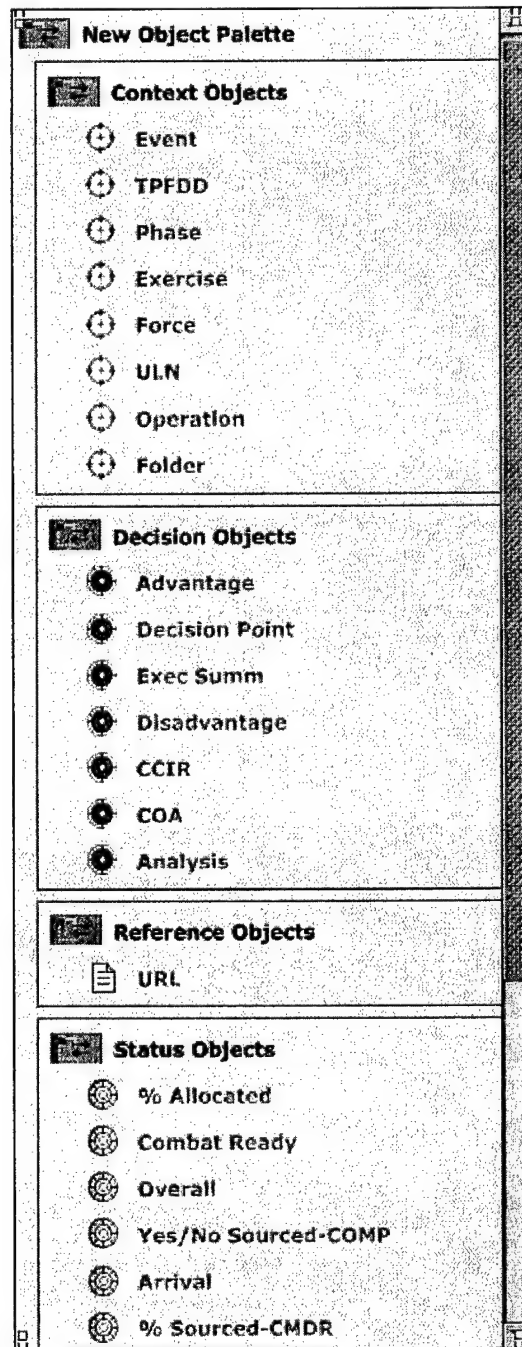 New Object Palette
Context Objects
Event
TPFDD
Phase
Exercise
Force
ULN
Operation
Folder
Decision Objects
Advantage
Decision Point
Exec Summ
Disadvantage
CCIR
COA
Analysis
Reference Objects
URL
Status Objects
% Allocated
Combat Ready
Overall
Yes/No Sourced-COMP
Arrival
% Sourced-CMDR